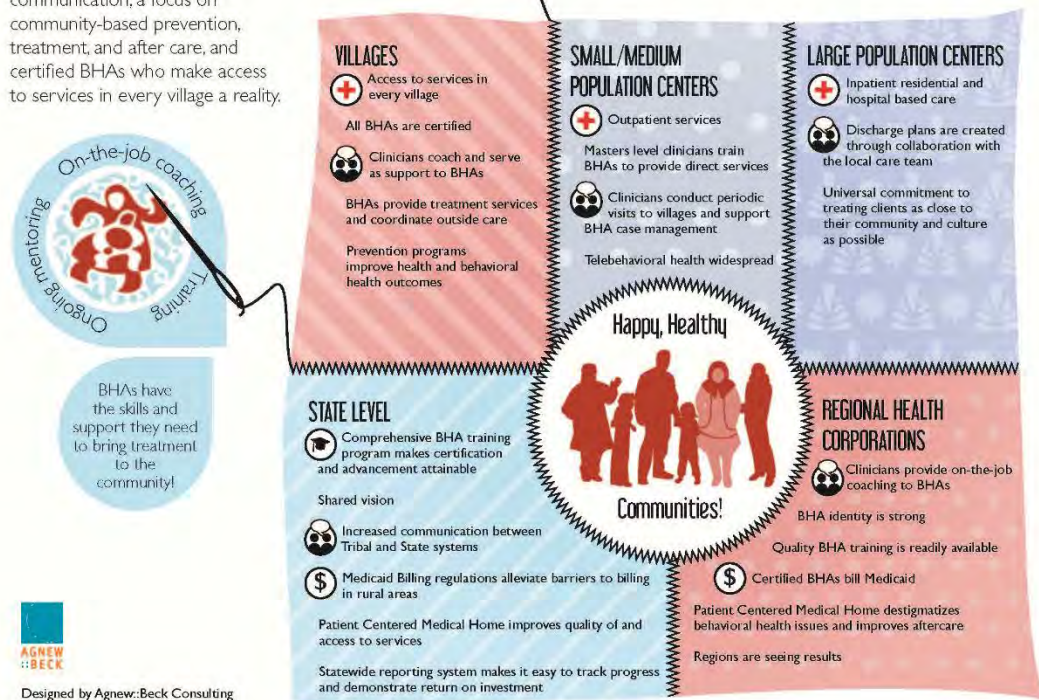 communication, a focus on
community-based prevention,
treatment, and after care, and
certified BHAs who make access
to services in every village a reality.
On-the-job coaching
Training
Ongoing mentoring
BHAs have
the skills and
support they need
to bring treatment
to the
community!
VILLAGES
Access to services in
every village
All BHAs are certified
Clinicians coach and serve
as support to BHAs
BHAs provide treatment services
and coordinate outside care
Prevention programs
improve health and behavioral
health outcomes
SMALL/MEDIUM
POPULATION CENTERS
Outpatient services
Masters level clinicians train
BHAs to provide direct services
Clinicians conduct periodic
visits to villages and support
BHA case management
Telebehavioral health widespread
LARGE POPULATION CENTERS
Inpatient residential and
hospital based care
Discharge plans are created
through collaboration with
the local care team
Universal commitment to
treating clients as close to
their community and culture
as possible
Happy, Healthy
Communities!
STATE LEVEL
Comprehensive BHA training
program makes certification
and advancement attainable
Shared vision
Increased communication between
Tribal and State systems
$ Medicaid Billing regulations alleviate barriers to billing
in rural areas
Patient Centered Medical Home improves quality of and
access to services
Statewide reporting system makes it easy to track progress
and demonstrate return on investment
REGIONAL HEALTH
CORPORATIONS
Clinicians provide on-the-job
coaching to BHAs
BHA identity is strong
Quality BHA training is readily available
$ Certified BHAs bill Medicaid
Patient Centered Medical Home destigmatizes
behavioral health issues and improves aftercare
Regions are seeing results
AGNEW
::BECK
Designed by Agnew::Beck Consulting